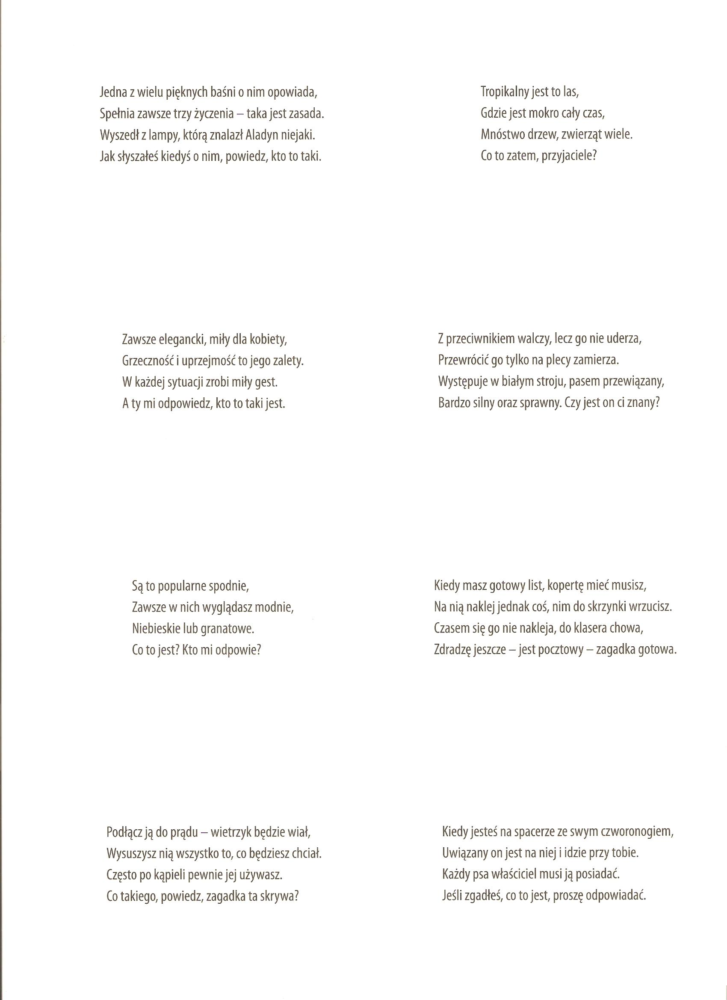 Jedna z wielu pięknych baśni o nim opowiada,
Spełnia zawsze trzy życzenia – taka jest zasada.
Wyszedł z lampy, którą znalazł Aladyn niejaki.
Jak słyszałeś kiedyś o nim, powiedz, kto to taki.
Tropikalny jest to las,
Gdzie jest mokro cały czas,
Mnóstwo drzew, zwierząt wiele.
Co to zatem, przyjaciele?
Zawsze elegancki, miły dla kobiety,
Grzeczność i uprzejmość to jego zalety.
W każdej sytuacji zrobi miły gest.
A ty mi odpowiedz, kto to taki jest.
Z przeciwnikiem walczy, lecz go nie uderza,
Przewrócić go tylko na plecy zamierza.
Występuje w białym stroju, pasem przewiązany,
Bardzo silny oraz sprawny. Czy jest on ci znany?
Są to popularne spodnie,
Zawsze w nich wyglądasz modnie,
Niebieskie lub granatowe.
Co to jest? Kto mi odpowie?
Kiedy masz gotowy list, kopertę mieć musisz,
Na nią naklej jednak coś, nim do skrzynki wrzucisz.
Czasem się go nie nakleja, do klasera chowa,
Zdradzę jeszcze – jest pocztowy – zagadka gotowa.
Podłącz ją do prądu – wietrzyk będzie wiał,
Wysuszysz nią wszystko to, co będziesz chciał.
Często po kąpieli pewnie jej używasz.
Co takiego, powiedz, zagadka ta skrywa?
Kiedy jesteś na spacerze ze swym czworonogiem,
Uwiązany on jest na niej i idzie przy tobie.
Każdy psa właściciel musi ją posiadać.
Jeśli zgadłeś, co to jest, proszę odpowiadać.